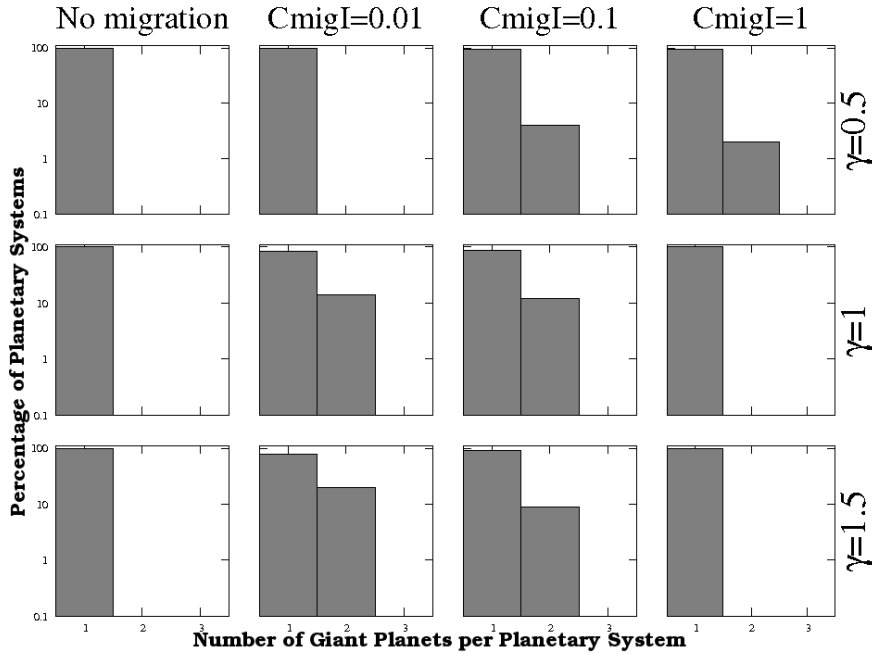 No migration CmigI=0.01 CmigI=0.1 CmigI=1
100
10
1
0.1
γ=0.5
100
10
1
0.1
γ=1
100
10
1
0.1
γ=1.5
Percentage of Planetary Systems
1 2 3 1 2 3 1 2 3 1 2 3
Number of Giant Planets per Planetary System